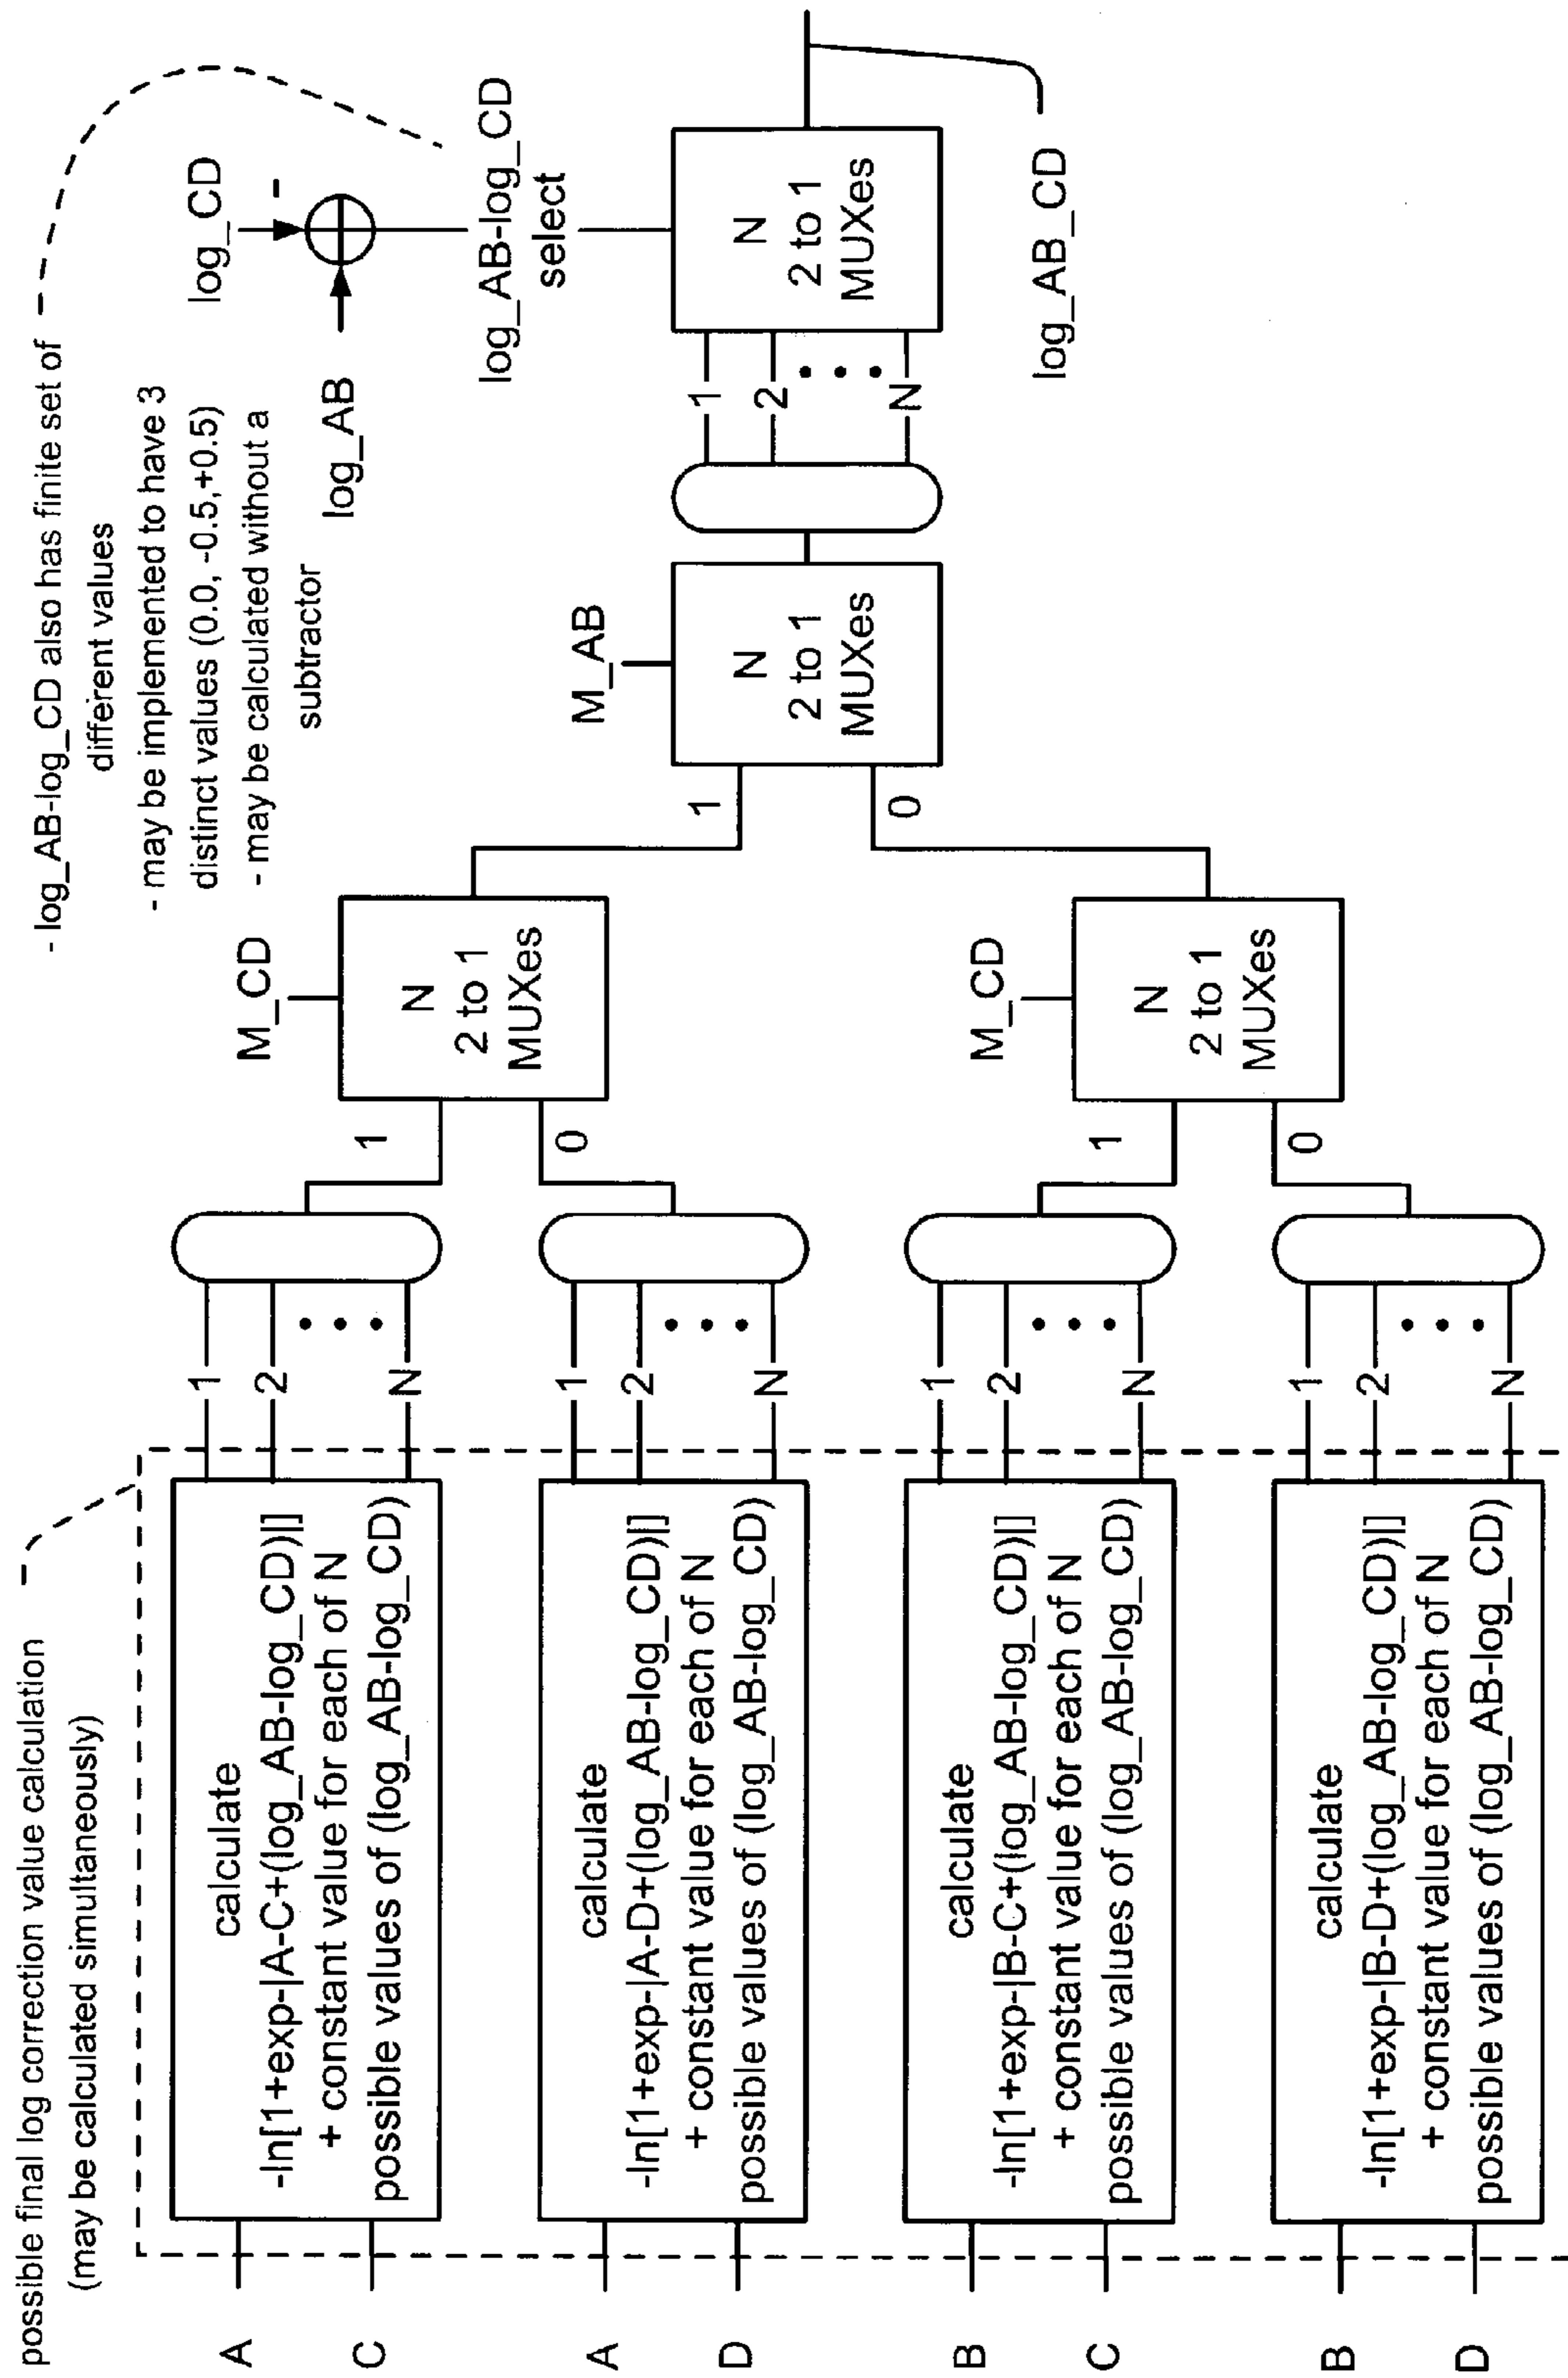 possible final log correction value calculation
(may be calculated simultaneously)
- log_AB-log_CD also has finite set of
different values
- may be implemented to have 3
distinct values (0.0, -0.5,+0.5)
- may be calculated without a
subtractor
A
C
calculate
-ln[1+exp-|A-C+(log_AB-log_CD)|]
+ constant value for each of N
possible values of (log_AB-log_CD)
1
2
N
A
D
calculate
-ln[1+exp-|A-D+(log_AB-log_CD)|]
+ constant value for each of N
possible values of (log_AB-log_CD)
1
2
N
B
C
calculate
-ln[1+exp-|B-C+(log_AB-log_CD)|]
+ constant value for each of N
possible values of (log_AB-log_CD)
1
2
N
B
D
calculate
-ln[1+exp-|B-D+(log_AB-log_CD)|]
+ constant value for each of N
possible values of (log_AB-log_CD)
1
2
N
1
0
M_CD
N
2 to 1
MUXes
1
0
M_CD
N
2 to 1
MUXes
1
0
M_AB
N
2 to 1
MUXes
1
2
N
log_AB
log_CD
-
log_AB-log_CD
select
N
2 to 1
MUXes
log_AB_CD